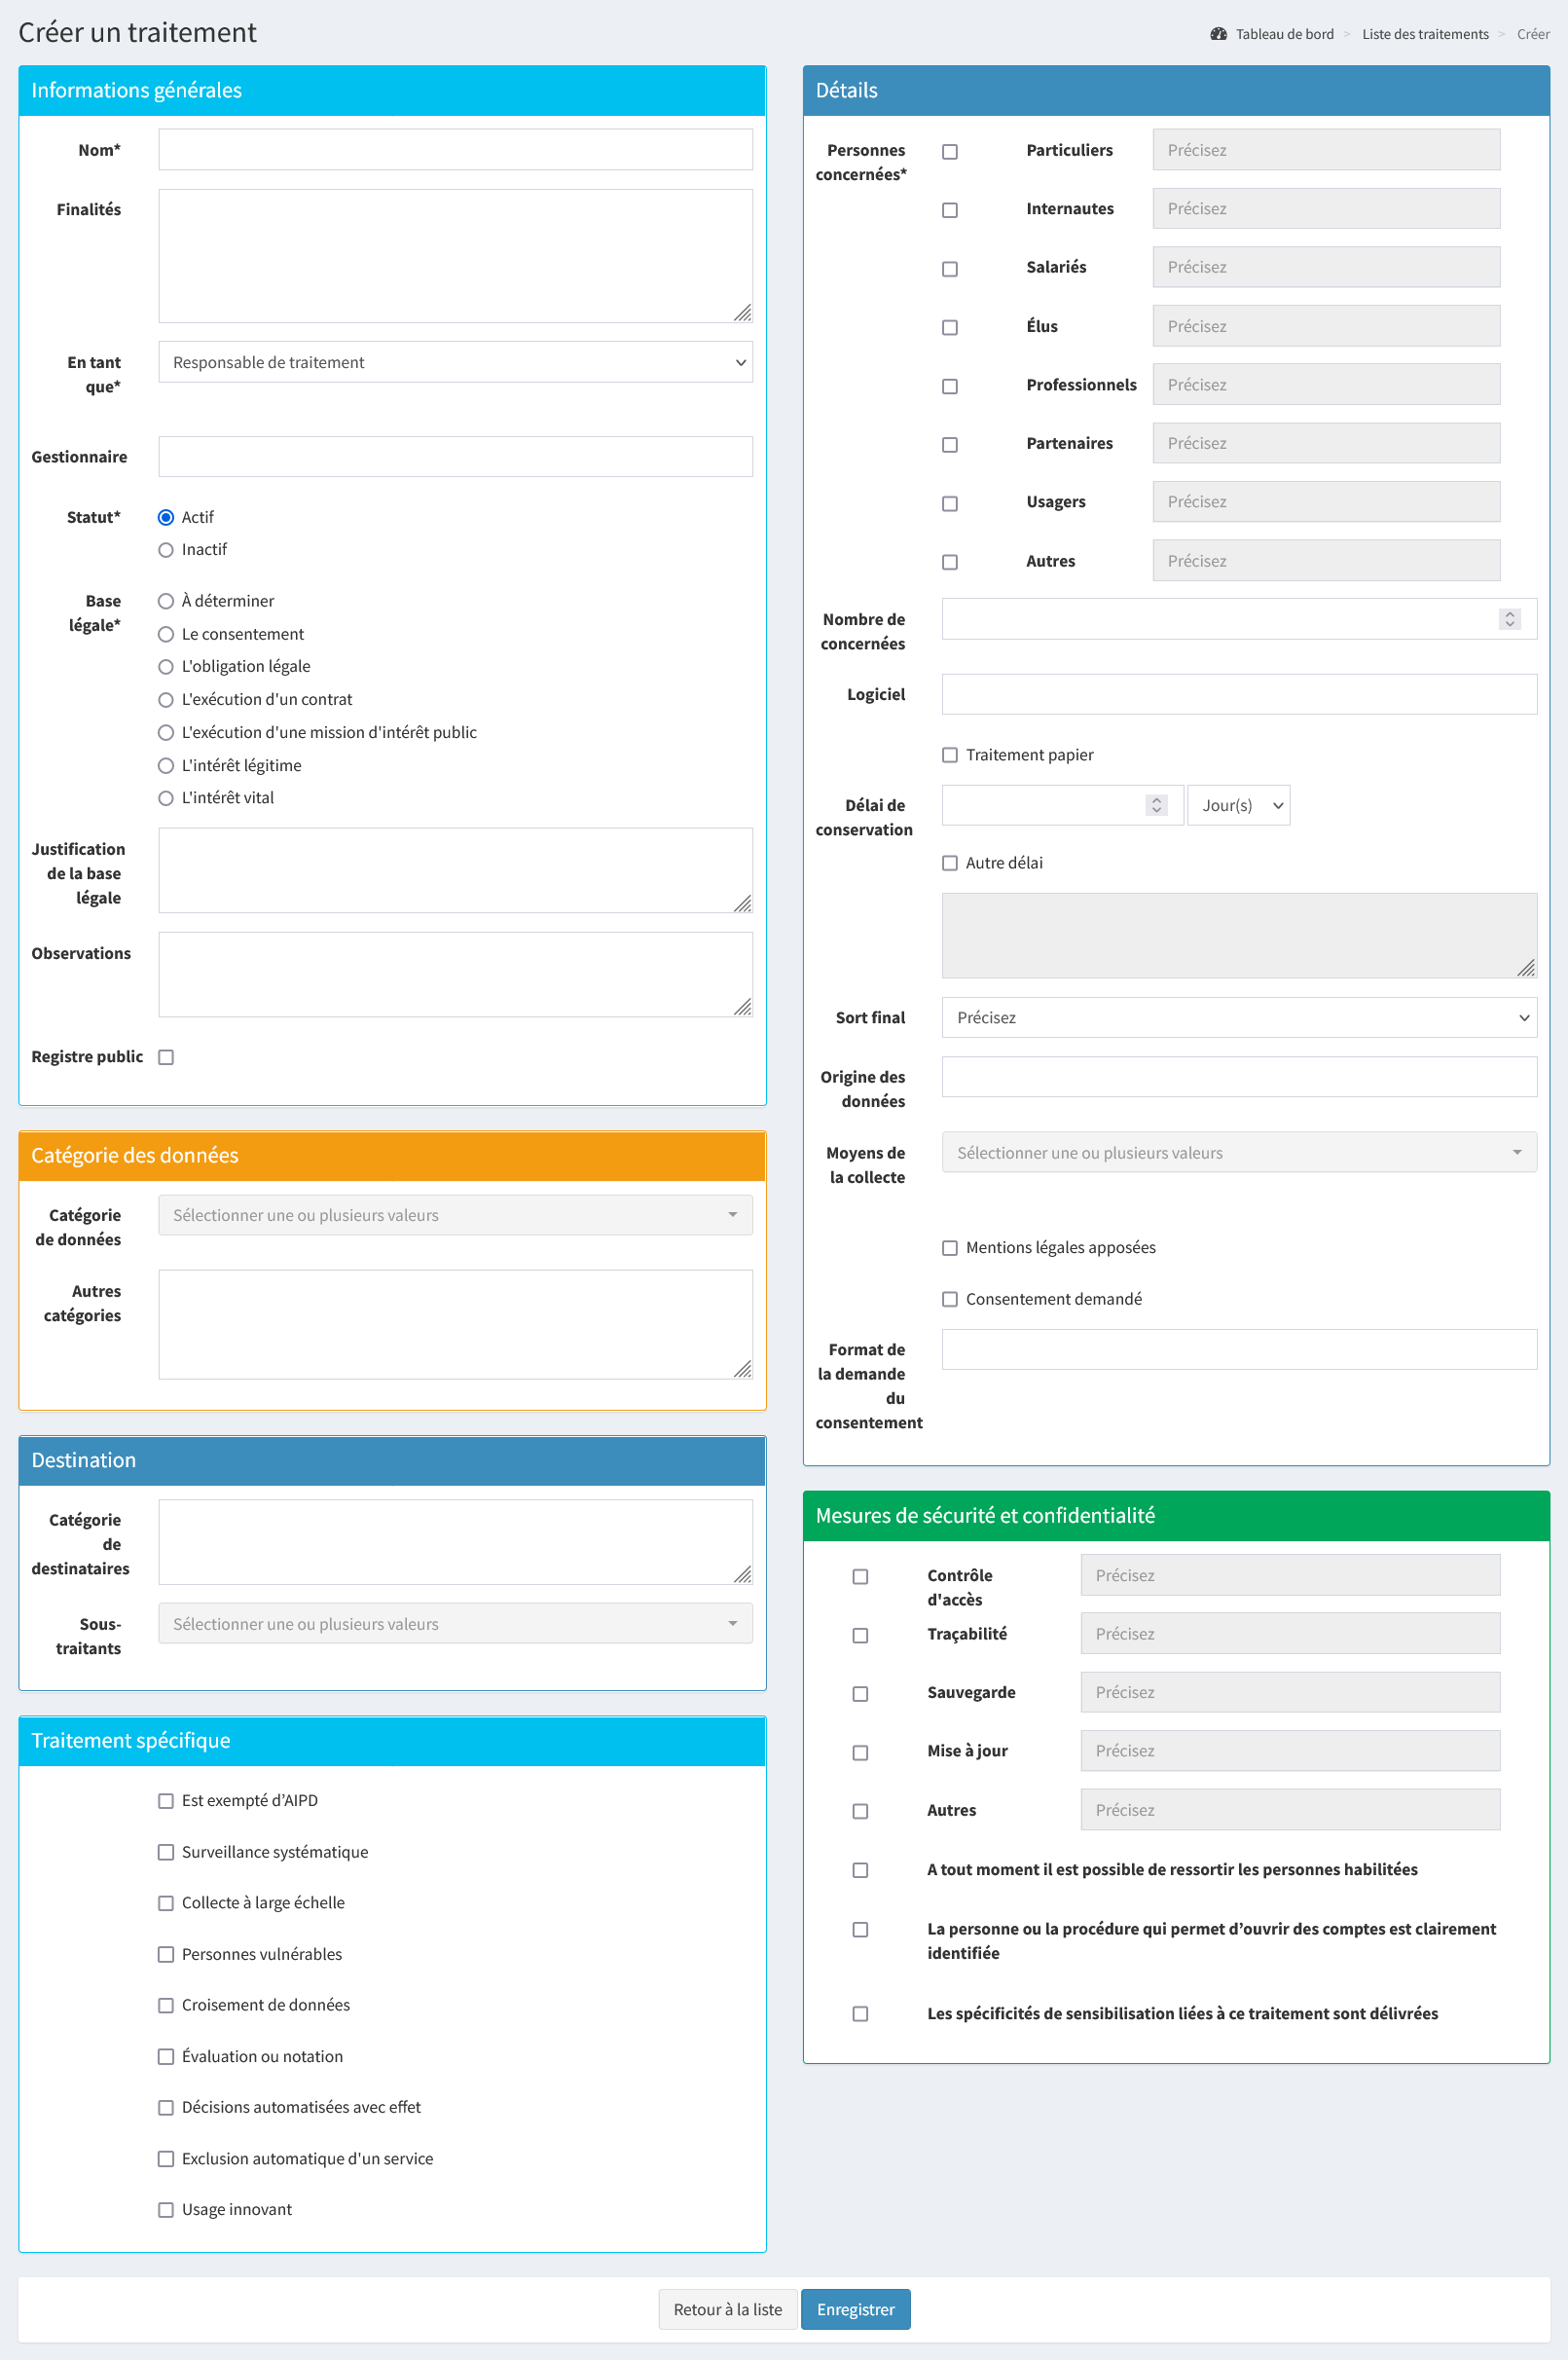 Créer un traitement
Tableau de bord > Liste des traitements > Créer
Informations générales
Nom*
Finalités
En tant
que*
Responsable de traitement
Gestionnaire
Statut*
Actif
Inactif
Base
légale*
À déterminer
Le consentement
L'obligation légale
L'exécution d'un contrat
L'exécution d'une mission d'intérêt public
L'intérêt légitime
L'intérêt vital
Justification
de la base
légale
Observations
Registre public
Catégorie des données
Catégorie
de données
Sélectionner une ou plusieurs valeurs
Autres
catégories
Destination
Catégorie
de
destinataires
Sous-
traitants
Sélectionner une ou plusieurs valeurs
Traitement spécifique
Est exempté d’AIPD
Surveillance systématique
Collecte à large échelle
Personnes vulnérables
Croisement de données
Évaluation ou notation
Décisions automatisées avec effet
Exclusion automatique d'un service
Usage innovant
Détails
Personnes
concernées*
Particuliers Précisez
Internautes Précisez
Salariés Précisez
Élus Précisez
Professionnels Précisez
Partenaires Précisez
Usagers Précisez
Autres Précisez
Nombre de
concernées
Logiciel
Traitement papier
Délai de
conservation
Jour(s)
Autre délai
Sort final
Précisez
Origine des
données
Moyens de
la collecte
Sélectionner une ou plusieurs valeurs
Mentions légales apposées
Consentement demandé
Format de
la demande
du
consentement
Mesures de sécurité et confidentialité
Contrôle
d'accès
Précisez
Traçabilité Précisez
Sauvegarde Précisez
Mise à jour Précisez
Autres Précisez
A tout moment il est possible de ressortir les personnes habilitées
La personne ou la procédure qui permet d’ouvrir des comptes est clairement
identifiée
Les spécificités de sensibilisation liées à ce traitement sont délivrées
Retour à la liste
Enregistrer